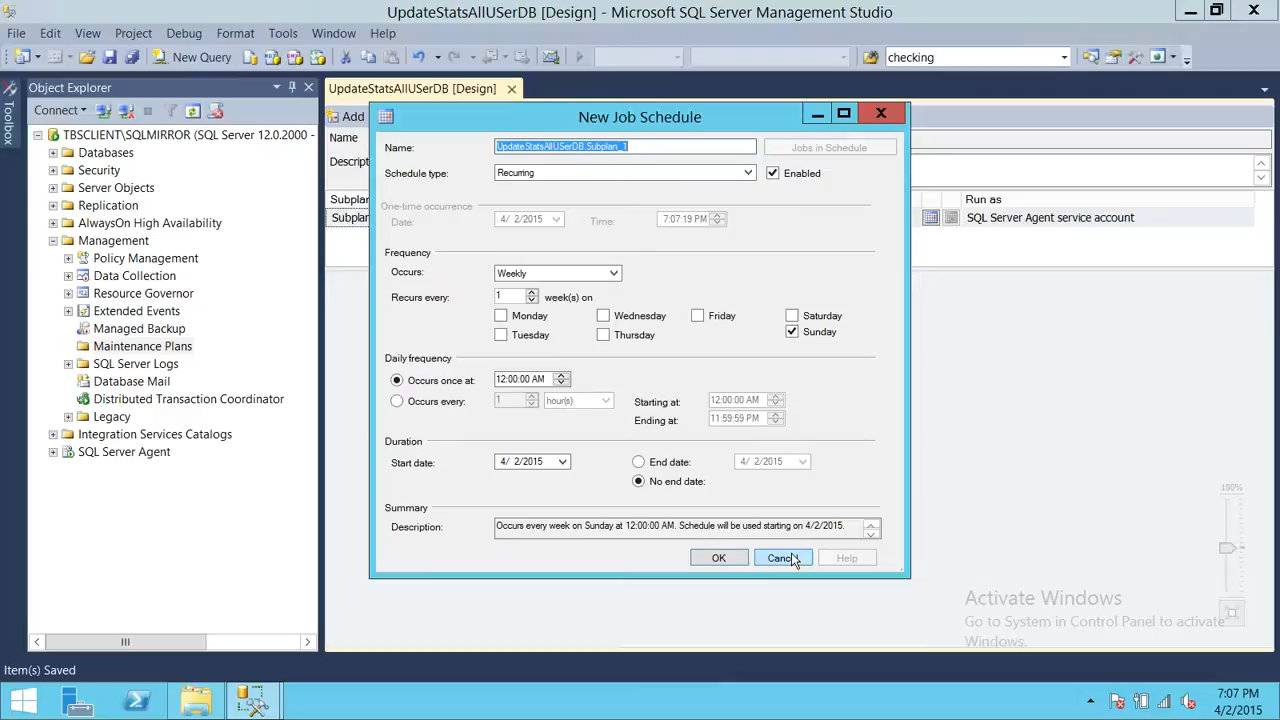 UpdateStatsAllUSerDB [Design] - Microsoft SQL Server Management Studio
File Edit View Project Debug Format Tools Window Help
New Query
checking
Toolbox
Object Explorer
Connect
TBSCLIENT\SQLMIRROR (SQL Server 12.0.2000 -
Databases
Security
Server Objects
Replication
AlwaysOn High Availability
Management
Policy Management
Data Collection
Resource Governor
Extended Events
Managed Backup
Maintenance Plans
SQL Server Logs
Database Mail
Distributed Transaction Coordinator
Legacy
Integration Services Catalogs
SQL Server Agent
UpdateStatsAllUSerDB [Design]
Add
Name
Descript
Subplan
Run as
Subplan
SQL Server Agent service account
New Job Schedule
Name:
UpdateStatsAllUSerDB.Subplan_1
Jobs in Schedule
Schedule type:
Recurring
Enabled
One-time occurrence
Date:
4/ 2/2015
Time:
7:07:19 PM
Frequency
Occurs:
Weekly
Recurs every:
1
week(s) on
Monday
Wednesday
Friday
Saturday
Tuesday
Thursday
Sunday
Daily frequency
Occurs once at:
12:00:00 AM
Occurs every:
1
hour(s)
Starting at:
12:00:00 AM
Ending at:
11:59:59 PM
Duration
Start date:
4/ 2/2015
End date:
4/ 2/2015
No end date:
Summary
Description:
Occurs every week on Sunday at 12:00:00 AM. Schedule will be used starting on 4/2/2015.
OK
Cancel
Help
100%
Activate Windows
Go to System in Control Panel to activate
Windows.
Item(s) Saved
7:07 PM
4/2/2015